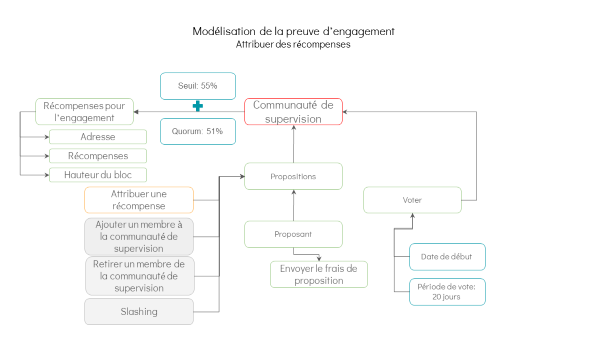 Modélisation de la preuve d'engagement
Attribuer des récompenses
Seuil: 55%
Récompenses pour
l'engagement
Communauté de
supervision
Quorum: 51%
Adresse
Récompenses
Hauteur du bloc
Propositions
Attribuer une
récompense
Voter
Ajouter un membre à
la communauté de
supervision
Proposant
Retirer un membre de
la communauté de
supervision
Envoyer le frais de
proposition
Date de début
Période de vote:
20 jours
Slashing